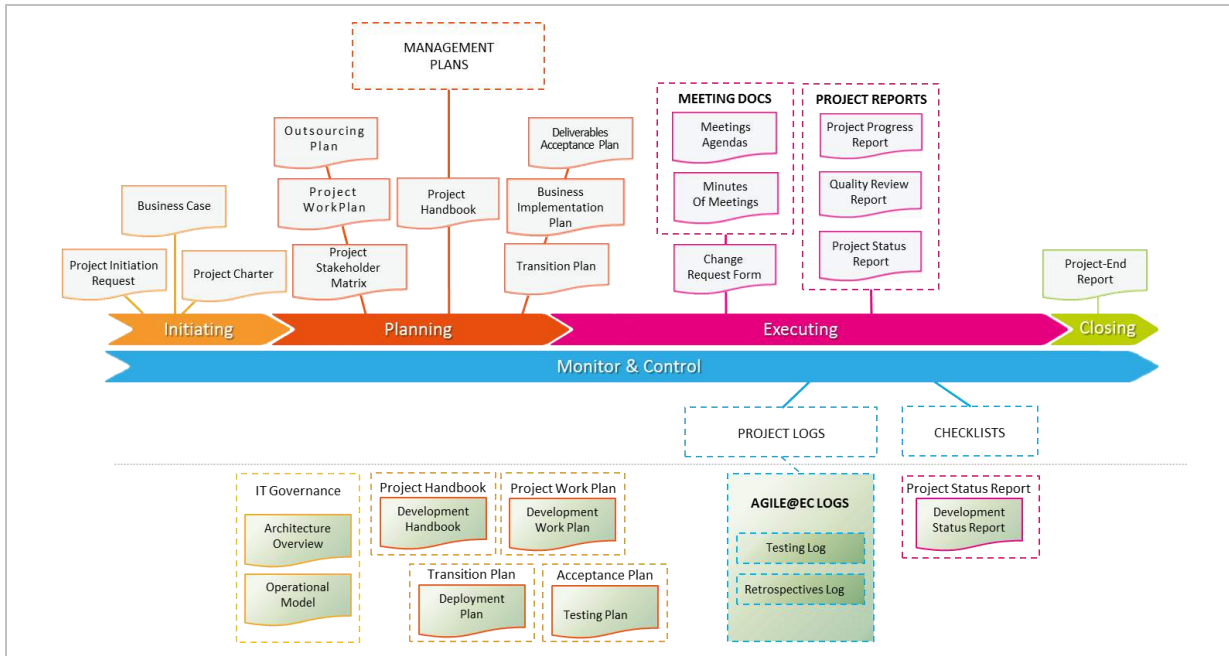 MANAGEMENT
PLANS
MEETING DOCS
PROJECT REPORTS
Outsourcing
Plan
Deliverables
Acceptance Plan
Meetings
Agendas
Project Progress
Report
Business Case
Project
WorkPlan
Project
Handbook
Business
Implementation
Plan
Minutes
Of Meetings
Quality Review
Report
Project Initiation
Request
Project Charter
Project
Stakeholder
Matrix
Transition Plan
Change
Request Form
Project Status
Report
Project-End
Report
Initiating
Planning
Executing
Closing
Monitor & Control
PROJECT LOGS
CHECKLISTS
IT Governance
Architecture
Overview
Operational
Model
Project Handbook
Development
Handbook
Project Work Plan
Development
Work Plan
Transition Plan
Deployment
Plan
Acceptance Plan
Testing Plan
AGILE@EC LOGS
Testing Log
Retrospectives Log
Project Status Report
Development
Status Report